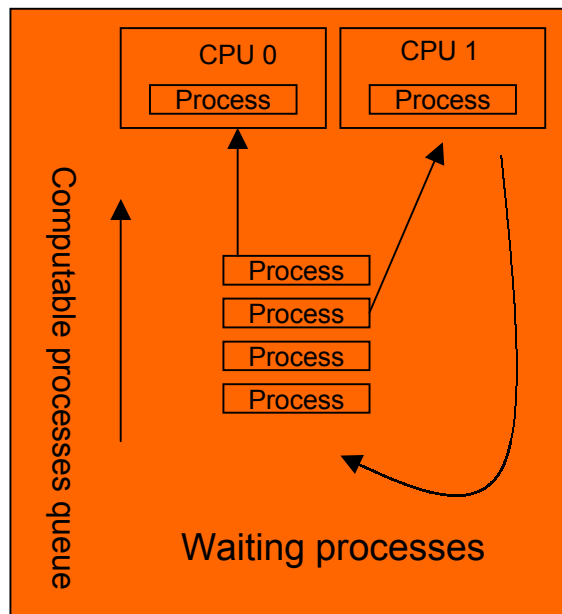 CPU 0
CPU 1
Process
Process
Computable processes queue
Process
Process
Process
Process
Waiting processes